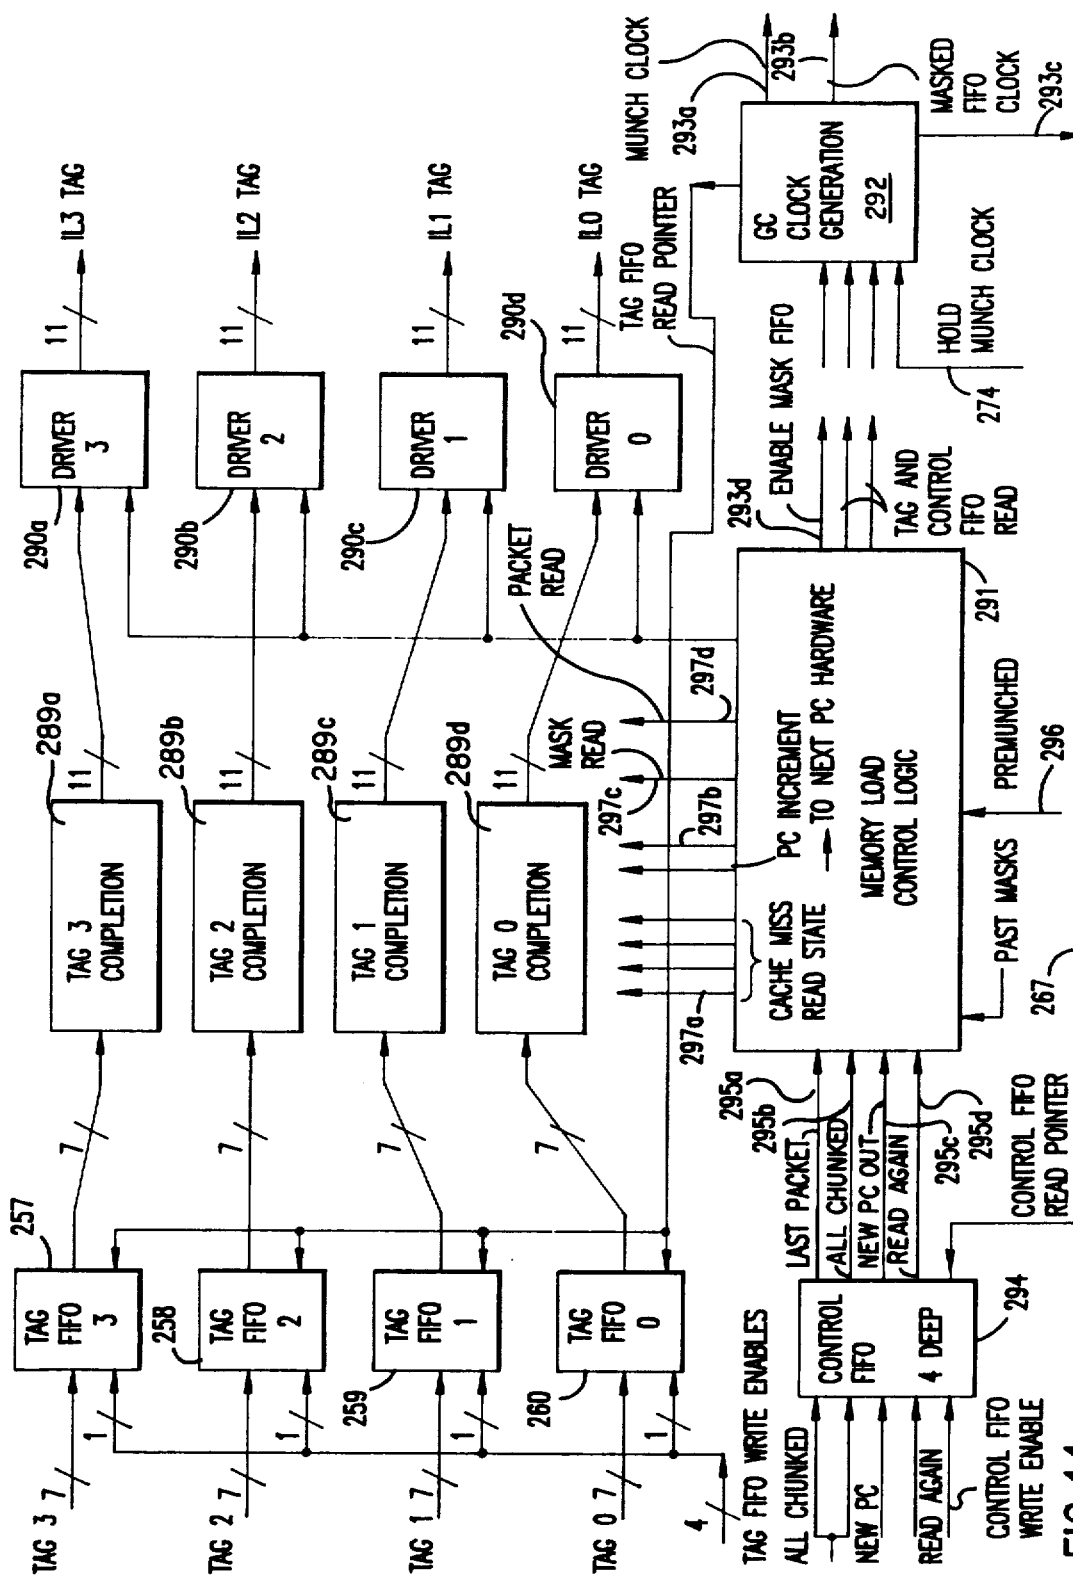 TAG 3
7
1
TAG
FIFO
3
257
7
TAG 3
COMPLETION
289a
11
DRIVER
3
290a
11
IL3 TAG
TAG 2
7
1
TAG
FIFO
2
258
7
TAG 2
COMPLETION
289b
11
DRIVER
2
290b
11
IL2 TAG
TAG 1
7
1
TAG
FIFO
1
259
7
TAG 1
COMPLETION
289c
11
DRIVER
1
290c
11
IL1 TAG
TAG 0
7
1
TAG
FIFO
0
260
7
TAG 0
COMPLETION
289d
11
DRIVER
0
290d
11
IL0 TAG
4
TAG FIFO WRITE ENABLES
TAG FIFO
READ POINTER
ALL CHUNKED
NEW PC
READ AGAIN
CONTROL FIFO
WRITE ENABLE
CONTROL
FIFO
4 DEEP
294
LAST PACKET
ALL CHUNKED
NEW PC OUT
READ AGAIN
295a
295b
295c
295d
CONTROL FIFO
READ POINTER
267
297a
297b
297c
297d
MASK
READ
PACKET
READ
CACHE MISS
READ STATE
PC INCREMENT
TO NEXT PC HARDWARE
MEMORY LOAD
CONTROL LOGIC
291
PAST MASKS
PREMUNCHED
296
293d
ENABLE MASK FIFO
TAG AND
CONTROL
FIFO
READ
274
HOLD
MUNCH CLOCK
GC
CLOCK
GENERATION
292
293a
MUNCH CLOCK
293b
MASKED
FIFO
CLOCK
293c